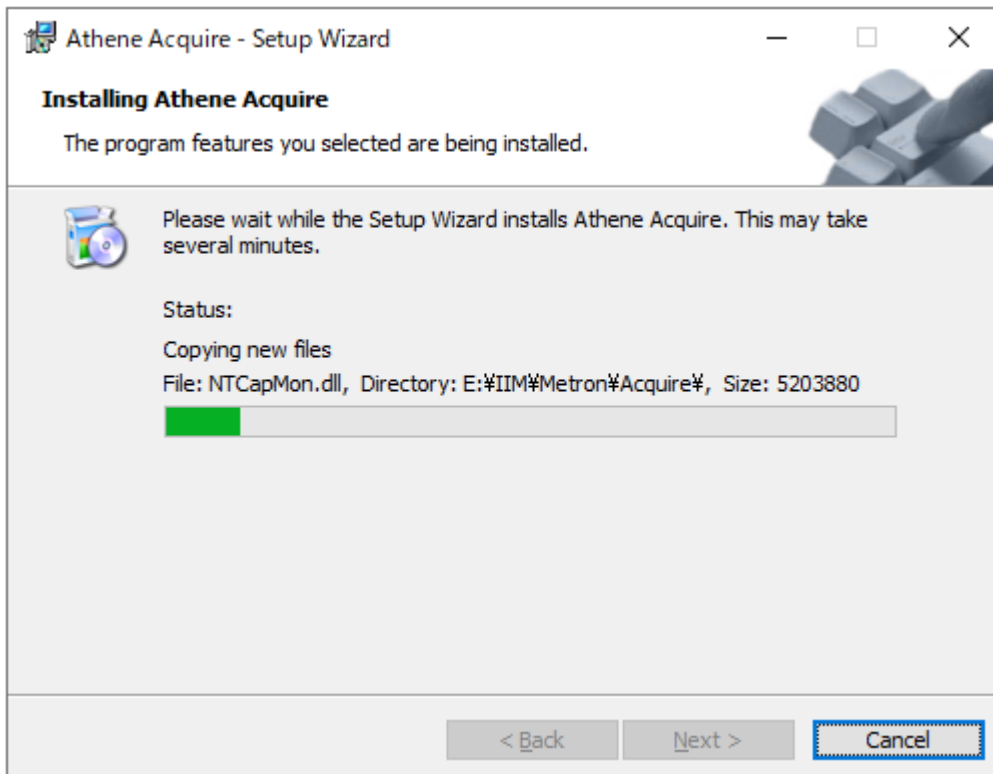 Athene Acquire - Setup Wizard
Installing Athene Acquire
The program features you selected are being installed.
Please wait while the Setup Wizard installs Athene Acquire. This may take
several minutes.
Status:
Copying new files
File: NTCapMon.dll, Directory: E:¥IIM¥Metron¥Acquire¥, Size: 5203880
< Back
Next >
Cancel